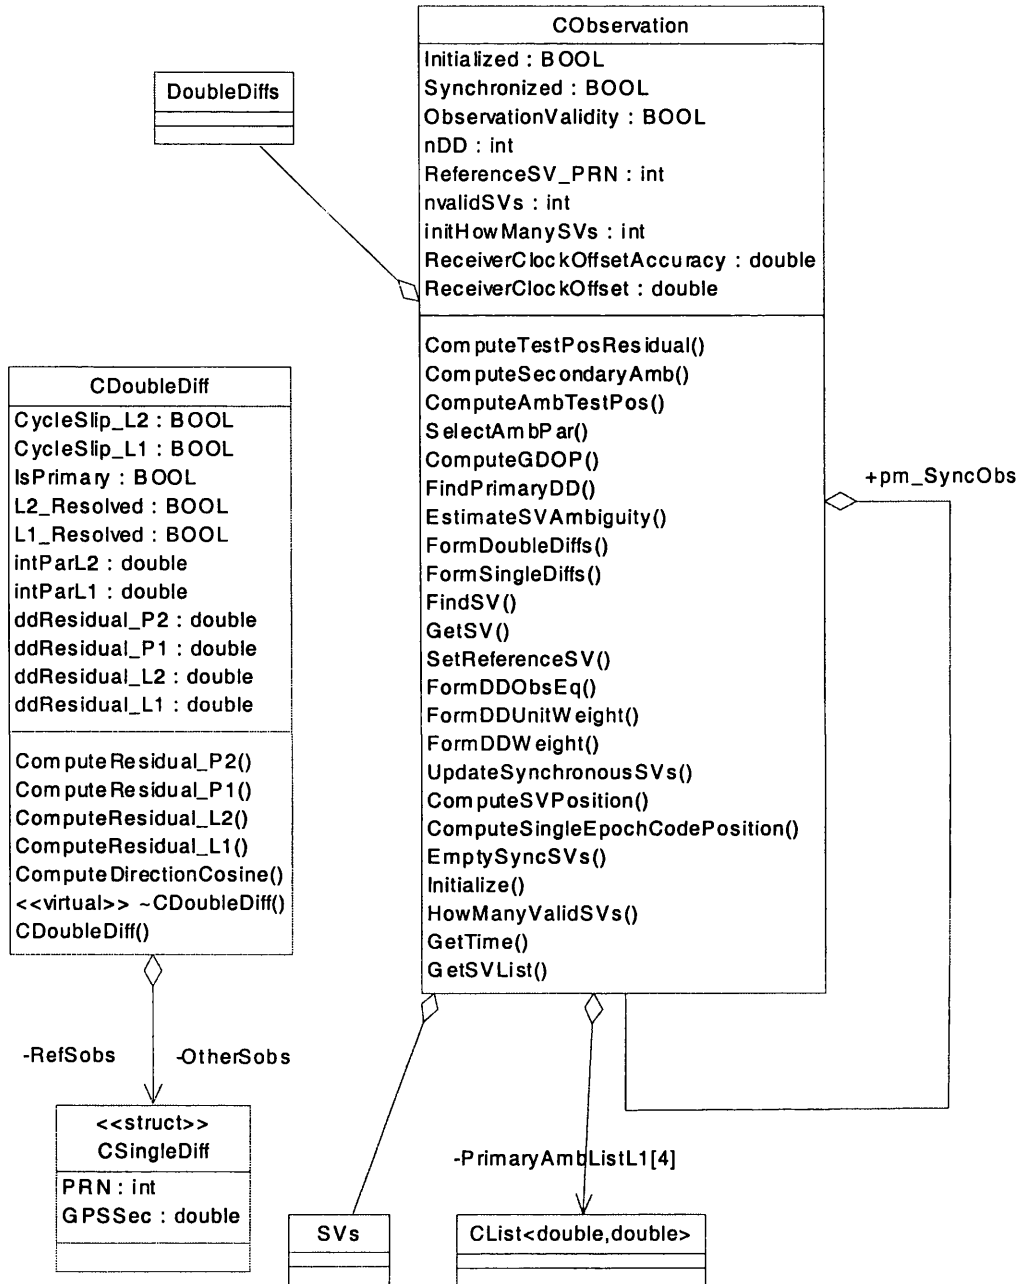 CObservation
Initialized : BOOL
Synchronized : BOOL
ObservationValidity : BOOL
nDD : int
ReferenceSV_PRN : int
nvalidSVs : int
initHowManySVs : int
ReceiverClockOffsetAccuracy : double
ReceiverClockOffset : double
ComputeTestPosResidual()
ComputeSecondaryAmb()
ComputeAmbTestPos()
SelectAmbPar()
ComputeGDOP()
FindPrimaryDD()
EstimateSVAmbiguity()
FormDoubleDiffs()
FormSingleDiffs()
FindSV()
GetSV()
SetReferenceSV()
FormDDObsEq()
FormDDUnitWeight()
FormDDWeight()
UpdateSynchronousSVs()
ComputeSVPosition()
ComputeSingleEpochCodePosition()
EmptySyncSVs()
Initialize()
HowManyValidSVs()
GetTime()
GetSVList()
DoubleDiffs
CDoubleDiff
CycleSlip_L2 : BOOL
CycleSlip_L1 : BOOL
IsPrimary : BOOL
L2_Resolved : BOOL
L1_Resolved : BOOL
intParL2 : double
intParL1 : double
ddResidual_P2 : double
ddResidual_P1 : double
ddResidual_L2 : double
ddResidual_L1 : double
ComputeResidual_P2()
ComputeResidual_P1()
ComputeResidual_L2()
ComputeResidual_L1()
ComputeDirectionCosine()
<<virtual>> ~CDoubleDiff()
CDoubleDiff()
+pm_SyncObs
-RefSobs
-OtherSobs
<<struct>>
CSingleDiff
PRN : int
GPSSec : double
-PrimaryAmbListL1[4]
SVs
CList<double,double>